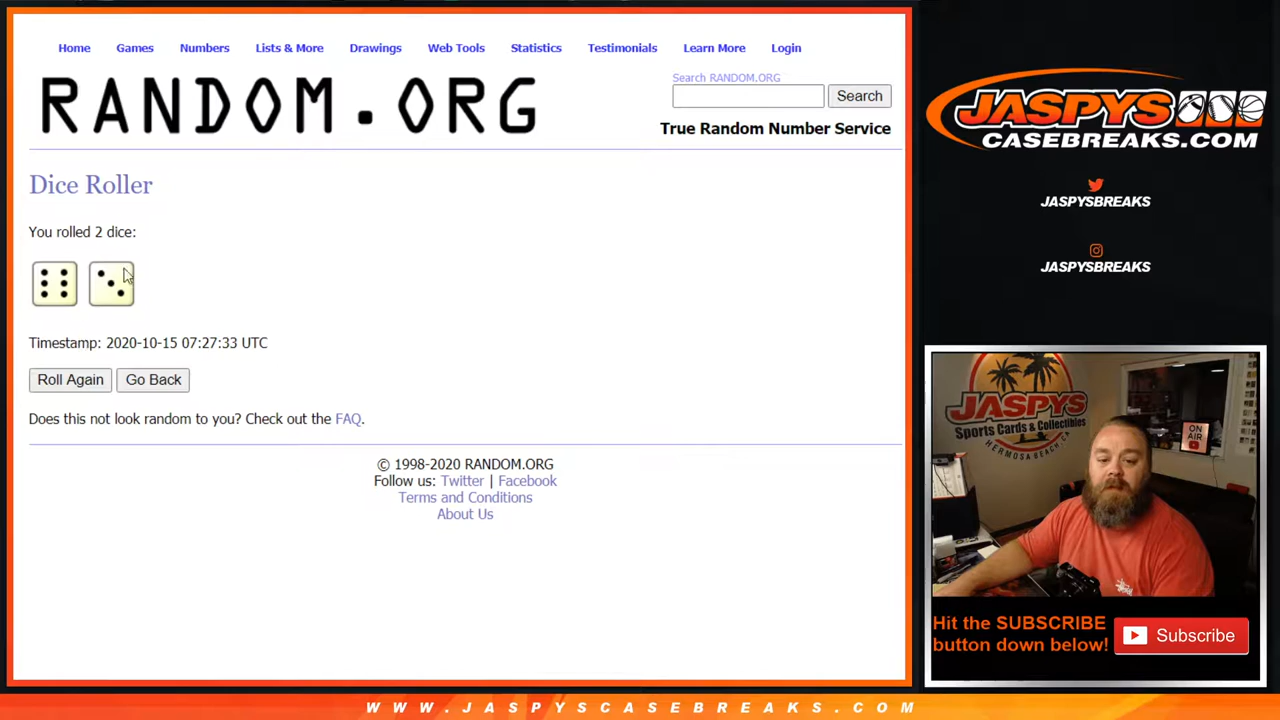 Home Games Numbers Lists & More Drawings Web Tools Statistics Testimonials Learn More Login
RANDOM.ORG
Search RANDOM.ORG
Search
True Random Number Service
Dice Roller
You rolled 2 dice:
Timestamp: 2020-10-15 07:27:33 UTC
Roll Again Go Back
Does this not look random to you? Check out the FAQ.
© 1998-2020 RANDOM.ORG
Follow us: Twitter | Facebook
Terms and Conditions
About Us
JASPYS
CASEBREAKS.COM
JASPYSBREAKS
JASPYSBREAKS
JASPYS
Sports Cards & Collectibles
HERMOSA BEACH, CA
ON AIR
Hit the SUBSCRIBE
button down below!
Subscribe
WWW.JASPYSCASEBREAKS.COM